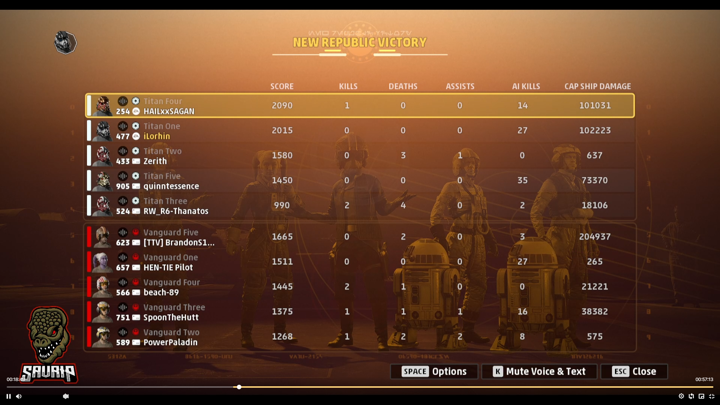 NEW REPUBLIC VICTORY
SCORE KILLS DEATHS ASSISTS AI KILLS CAP SHIP DAMAGE
Titan Four
254 HAILxxSAGAN 2090 1 0 0 14 101031
Titan One
477 iLorhin 2015 0 0 0 27 102223
Titan Two
433 Zerith 1580 0 3 1 0 637
Titan Five
905 quinntessence 1450 0 0 0 35 73370
Titan Three
524 RW_R6-Thanatos 990 2 4 0 2 18106
Vanguard Five
623 [TTV] BrandonS1... 1665 0 2 0 3 204937
Vanguard One
657 HEN-TIE Pilot 1511 0 0 0 27 265
Vanguard Four
566 beach-89 1445 2 1 0 0 21221
Vanguard Three
751 SpoonTheHutt 1375 1 1 1 16 38382
Vanguard Two
589 PowerPaladin 1268 1 2 2 8 575
SAURIA
SPACE Options K Mute Voice & Text ESC Close
00:57:13